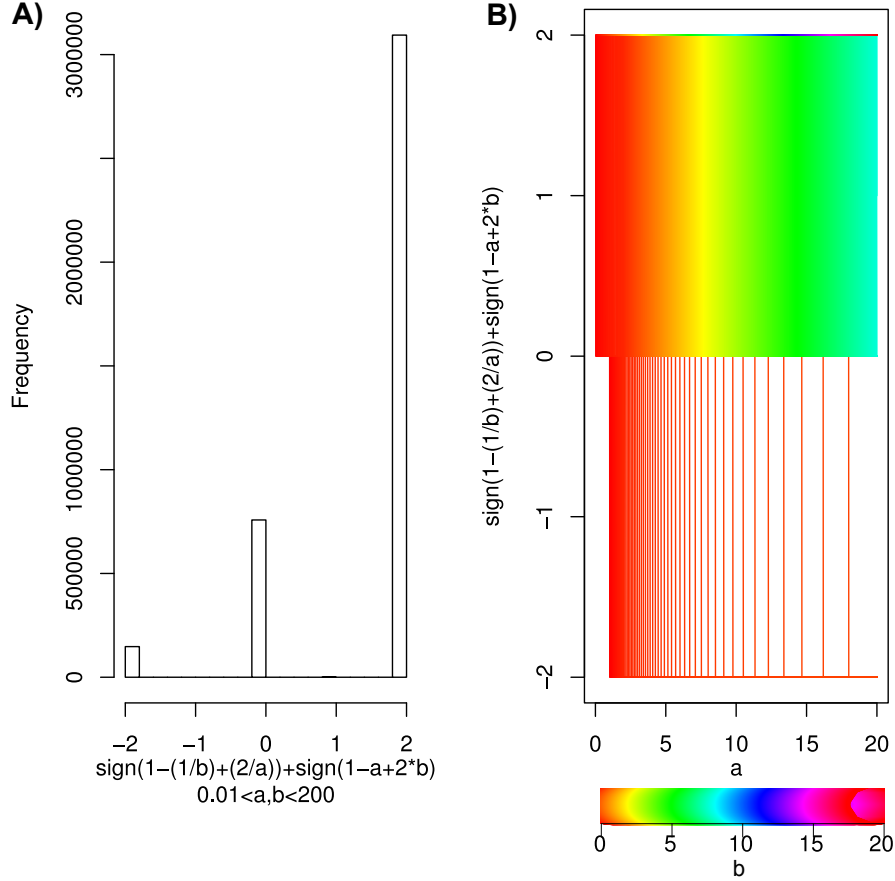 A)
Frequency
0
500000
1000000
2000000
3000000
−2 −1 0 1 2
sign(1−(1/b)+(2/a))+sign(1−a+2*b)
0.01<a,b<200
B)
sign(1−(1/b)+(2/a))+sign(1−a+2*b)
2
1
0
−1
−2
0 5 10 15 20
a
0 5 10 15 20
b